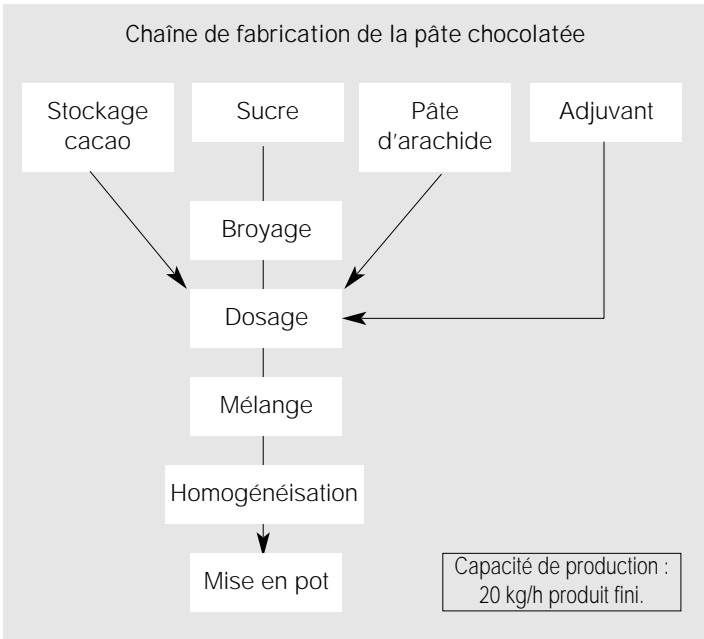 Chaîne de fabrication de la pâte chocolatée
Stockage
cacao
Sucre
Pâte
d'arachide
Adjuvant
Broyage
Dosage
Mélange
Homogénéisation
Mise en pot
Capacité de production :
20 kg/h produit fini.